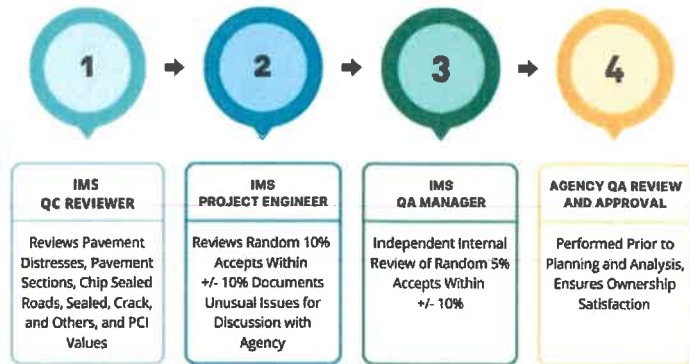 1
2
3
4
IMS
QC REVIEWER
Reviews Pavement
Distresses, Pavement
Sections, Chip Sealed
Roads, Sealed, Crack,
and Others, and PCI
Values
IMS
PROJECT ENGINEER
Reviews Random 10%
Accepts Within
+/- 10% Documents
Unusual Issues for
Discussion with
Agency
IMS
QA MANAGER
Independent Internal
Review of Random 5%
Accepts Within
+/- 10%
AGENCY QA REVIEW
AND APPROVAL
Performed Prior to
Planning and Analysis,
Ensures Ownership
Satisfaction